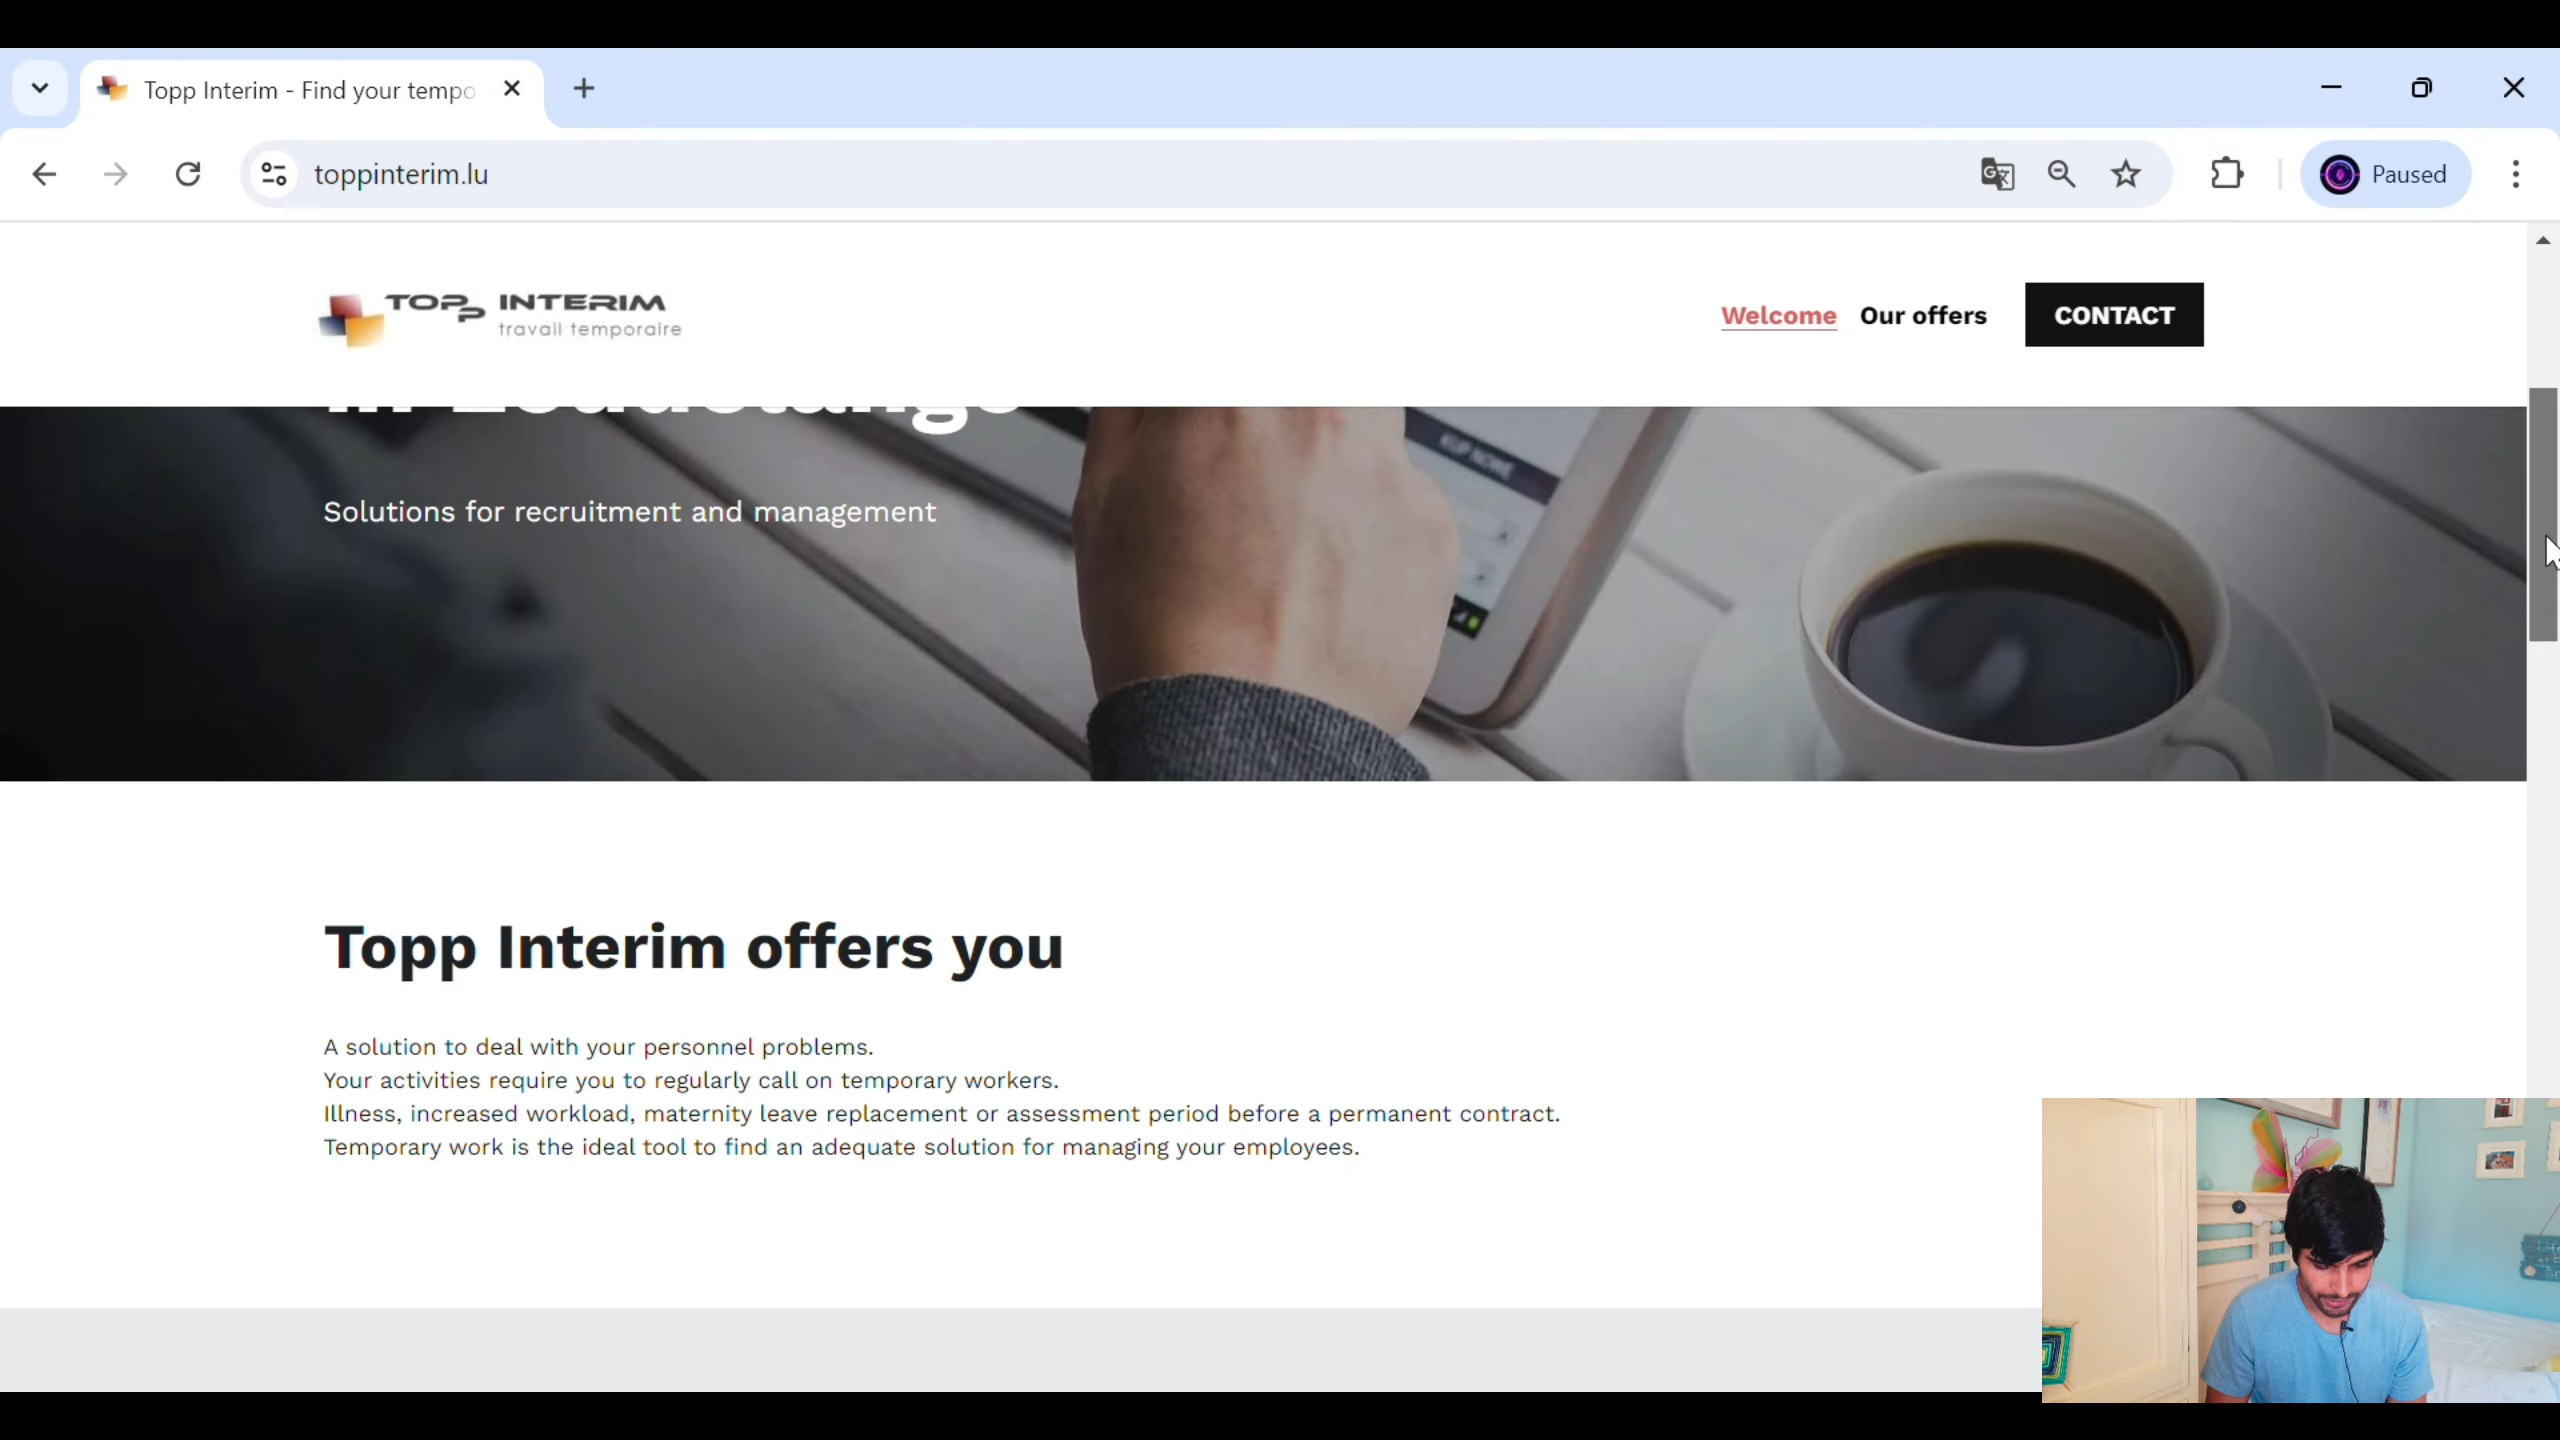 Topp Interim - Find your tempo
toppinterim.lu
Paused
TOPP INTERIM
travail temporaire
Welcome
Our offers
CONTACT
Solutions for recruitment and management
Topp Interim offers you
A solution to deal with your personnel problems.
Your activities require you to regularly call on temporary workers.
Illness, increased workload, maternity leave replacement or assessment period before a permanent contract.
Temporary work is the ideal tool to find an adequate solution for managing your employees.